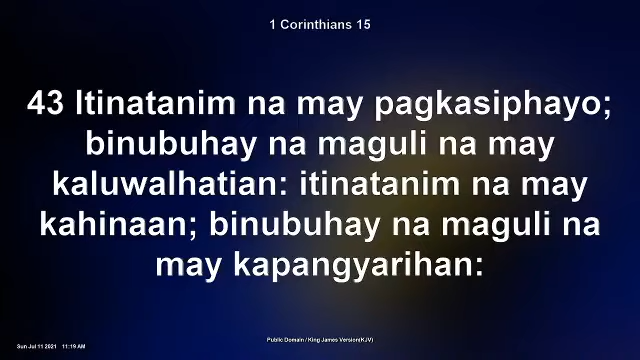 1 Corinthians 15
43 Itinatanim na may pagkasiphayo;
binubuhay na maguli na may
kaluwalhatian: itinatanim na may
kahinaan; binubuhay na maguli na
may kapangyarihan:
Public Domain / King James Version(KJV)
Sun Jul 11 2021 11:19 AM